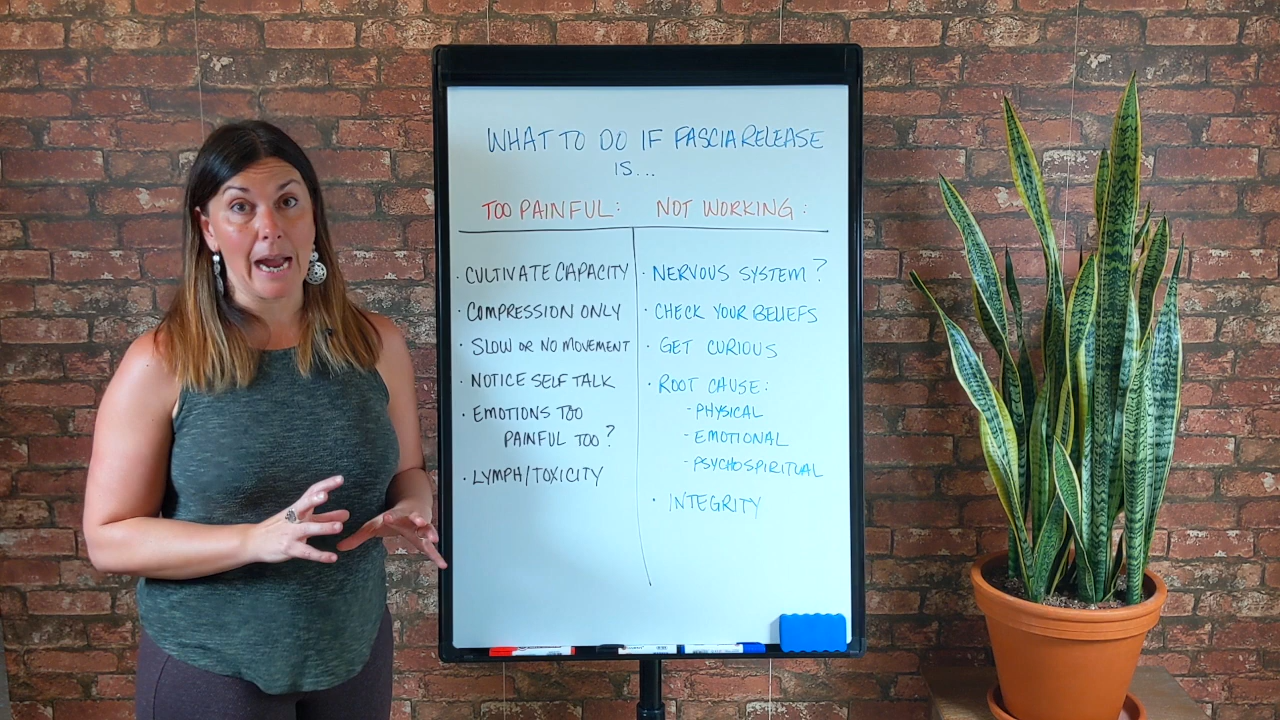 WHAT TO DO IF FASCIA RELEASE
IS...
TOO PAINFUL:
· CULTIVATE CAPACITY
· COMPRESSION ONLY
· SLOW OR NO MOVEMENT
· NOTICE SELF TALK
· EMOTIONS TOO
PAINFUL TOO?
· LYMPH/TOXICITY
NOT WORKING:
· NERVOUS SYSTEM?
· CHECK YOUR BELIEFS
· GET CURIOUS
· ROOT CAUSE:
- PHYSICAL
- EMOTIONAL
- PSYCHOSPIRITUAL
· INTEGRITY